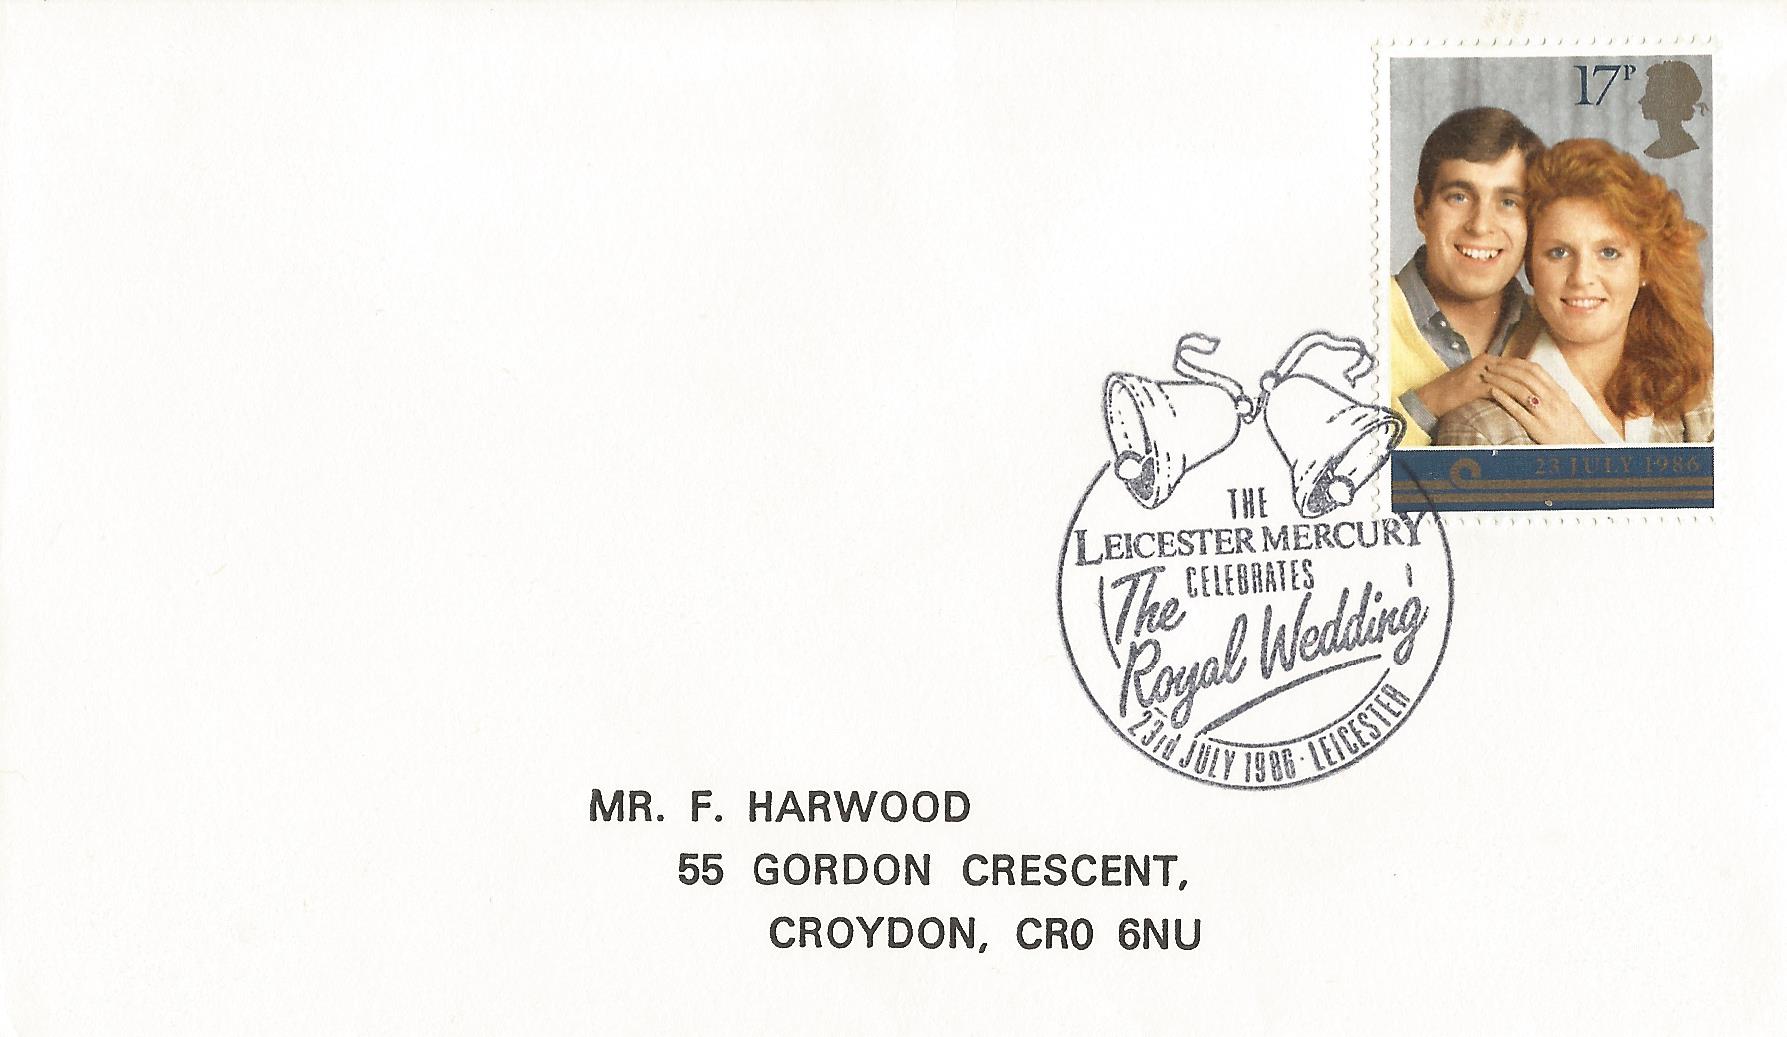 17P
23 JULY 1986
THE
LEICESTER MERCURY
CELEBRATES
The
Royal Wedding
23rd JULY 1986 · LEICESTER
MR. F. HARWOOD
55 GORDON CRESCENT,
CROYDON, CR0 6NU